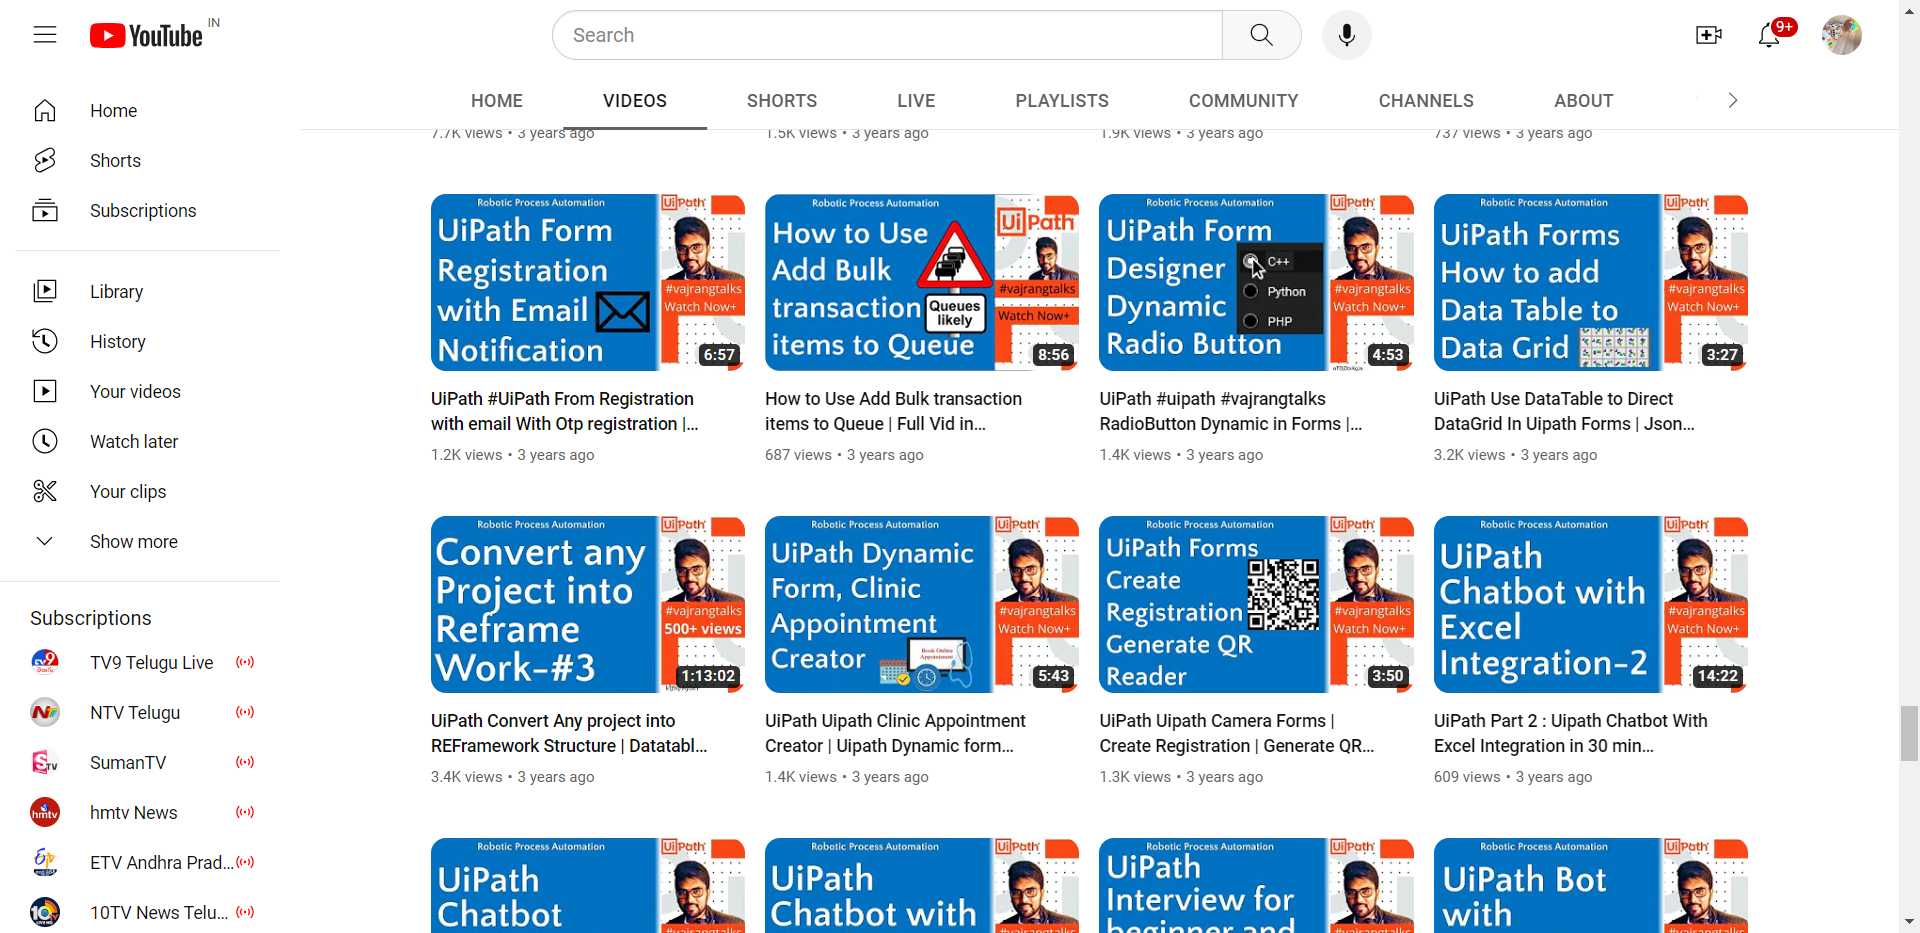 YouTube IN
Search
9+
HOME VIDEOS SHORTS LIVE PLAYLISTS COMMUNITY CHANNELS ABOUT
Home
Shorts
Subscriptions
Library
History
Your videos
Watch later
Your clips
Show more
Subscriptions
TV9 Telugu Live
NTV Telugu
SumanTV
hmtv News
ETV Andhra Prad...
10TV News Telu...
7.7K views • 3 years ago
1.5K views • 3 years ago
1.9K views • 3 years ago
737 views • 3 years ago
Robotic Process Automation
UiPath Form
Registration
with Email
Notification
UiPath
#vajrangtalks
Watch Now+
6:57
UiPath #UiPath From Registration
with email With Otp registration |...
1.2K views • 3 years ago
Robotic Process Automation
How to Use
Add Bulk
transaction
items to Queue
Queues
likely
UiPath
#vajrangtalks
Watch Now+
8:56
How to Use Add Bulk transaction
items to Queue | Full Vid in...
687 views • 3 years ago
Robotic Process Automation
UiPath Form
Designer
Dynamic
Radio Button
C++
Python
PHP
UiPath
#vajrangtalks
Watch Now+
4:53
UiPath #uipath #vajrangtalks
RadioButton Dynamic in Forms |...
1.4K views • 3 years ago
Robotic Process Automation
UiPath Forms
How to add
Data Table to
Data Grid
UiPath
#vajrangtalks
Watch Now+
3:27
UiPath Use DataTable to Direct
DataGrid In Uipath Forms | Json...
3.2K views • 3 years ago
Robotic Process Automation
Convert any
Project into
Reframe
Work-#3
UiPath
#vajrangtalks
500+ views
1:13:02
UiPath Convert Any project into
REFramework Structure | Datatabl...
3.4K views • 3 years ago
Robotic Process Automation
UiPath Dynamic
Form, Clinic
Appointment
Creator
Book Online
Appointment
UiPath
#vajrangtalks
Watch Now+
5:43
UiPath Uipath Clinic Appointment
Creator | Uipath Dynamic form...
1.4K views • 3 years ago
Robotic Process Automation
UiPath Forms
Create
Registration
Generate QR
Reader
UiPath
#vajrangtalks
Watch Now+
3:50
UiPath Uipath Camera Forms |
Create Registration | Generate QR...
1.3K views • 3 years ago
Robotic Process Automation
UiPath
Chatbot with
Excel
Integration-2
UiPath
#vajrangtalks
Watch Now+
14:22
UiPath Part 2 : Uipath Chatbot With
Excel Integration in 30 min...
609 views • 3 years ago
Robotic Process Automation
UiPath
Chatbot
UiPath
#vajrangtalks
Robotic Process Automation
UiPath
Chatbot with
UiPath
#vajrangtalks
Robotic Process Automation
UiPath
Interview for
beginner and
UiPath
#vajrangtalks
Robotic Process Automation
UiPath Bot
with
UiPath
#vajrangtalks